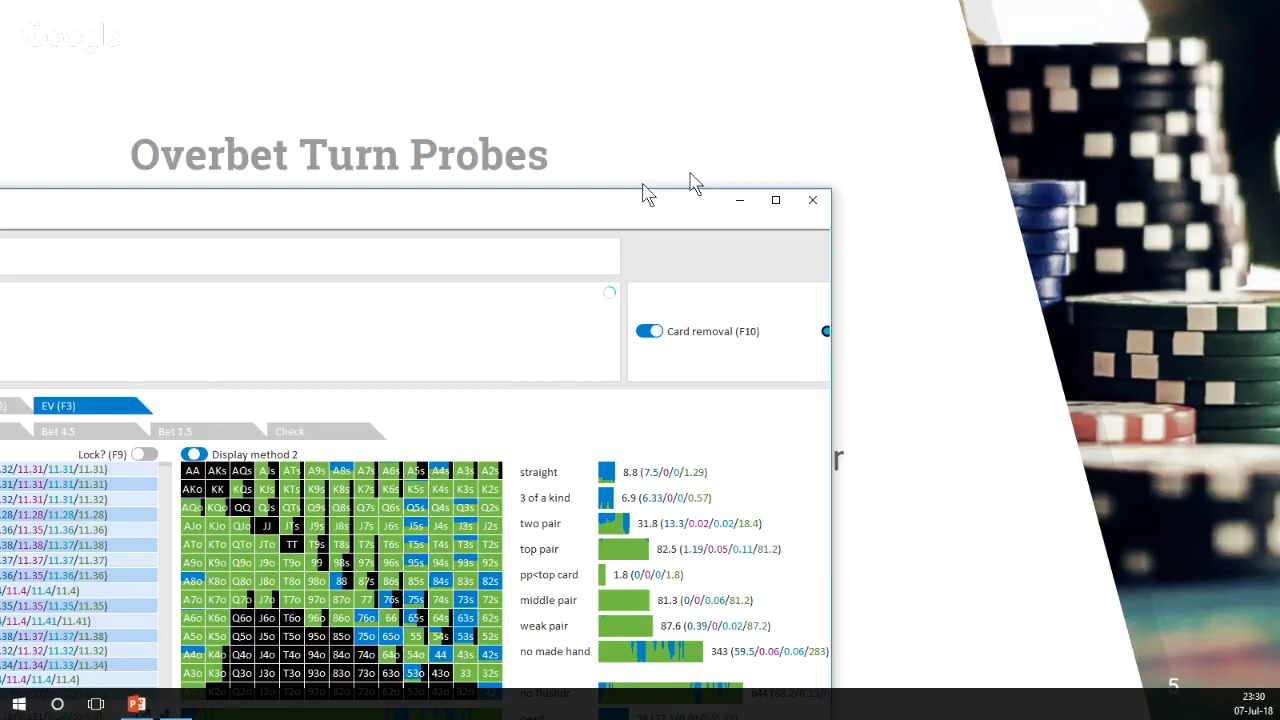 Google
Overbet Turn Probes
Card removal (F10)
2)
EV (F3)
Bet 4.5
Bet 1.5
Check
Lock? (F9)
Display method 2
.32/11.31/11.31/11.31)
AA AKs AQs AJs ATs A9s A8s A7s A6s A5s A4s A3s A2s
straight
8.8 (7.5/0/0/1.29)
AKo KK KQs KJs KTs K9s K8s K7s K6s K5s K4s K3s K2s
3 of a kind
6.9 (6.33/0/0/0.57)
AQo KQo QQ QJs QTs Q9s Q8s Q7s Q6s Q5s Q4s Q3s Q2s
two pair
31.8 (13.3/0.02/0.02/18.4)
AJo KJo QJo JJ JTs J9s J8s J7s J6s J5s J4s J3s J2s
top pair
82.5 (1.19/0.05/0.11/81.2)
ATo KTo QTo JTo TT T9s T8s T7s T6s T5s T4s T3s T2s
pp<top card
1.8 (0/0/0/1.8)
A9o K9o Q9o J9o T9o 99 98s 97s 96s 95s 94s 93s 92s
middle pair
81.3 (0/0/0.06/81.2)
A8o K8o Q8o J8o T8o 98o 88 87s 86s 85s 84s 83s 82s
weak pair
87.6 (0.39/0/0.02/87.2)
A7o K7o Q7o J7o T7o 97o 87o 77 76s 75s 74s 73s 72s
no made hand
343 (59.5/0.06/0.06/283)
A6o K6o Q6o J6o T6o 96o 86o 76o 66 65s 64s 63s 62s
A5o K5o Q5o J5o T5o 95o 85o 75o 65o 55 54s 53s 52s
A4o K4o Q4o J4o T4o 94o 84o 74o 64o 54o 44 43s 42s
A3o K3o Q3o J3o T3o 93o 83o 73o 63o 53o 43o 33 32s
r
5
23:30
07-Jul-18